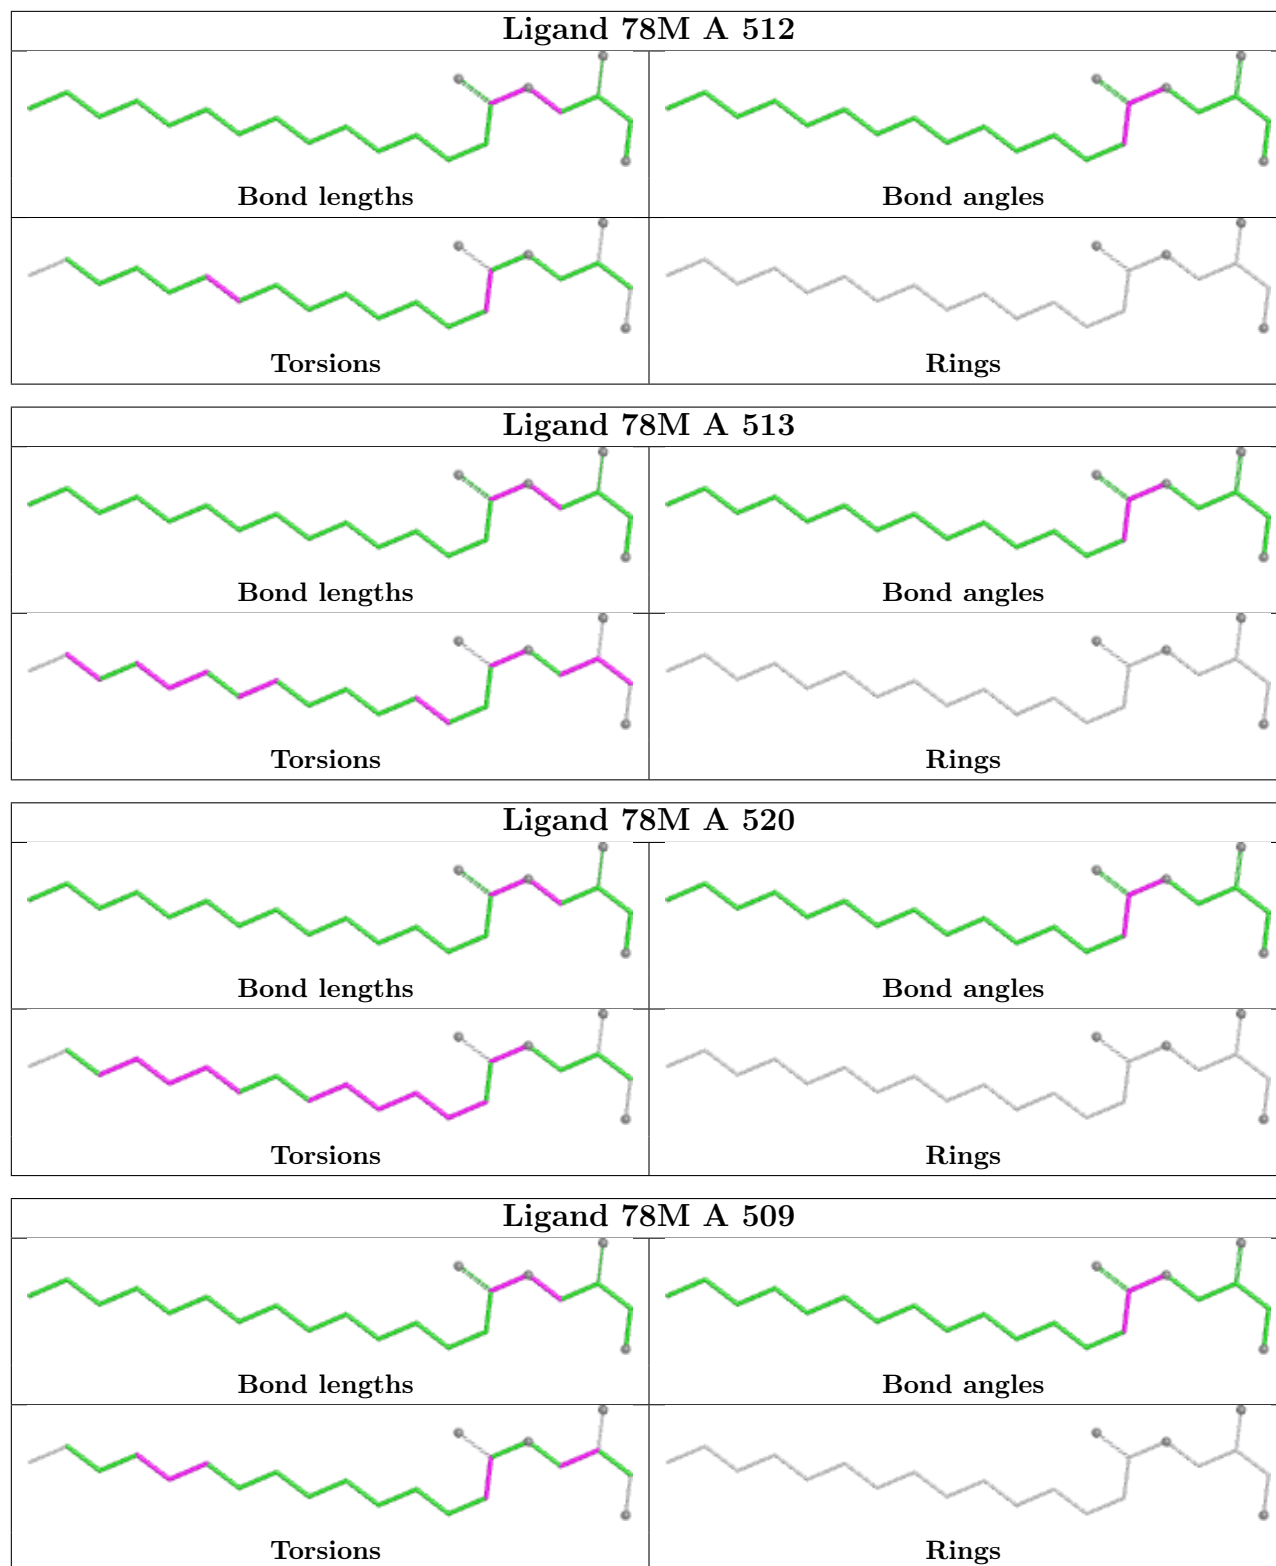 Ligand 78M A 512
Bond lengths
Bond angles
Torsions
Rings
Ligand 78M A 513
Bond lengths
Bond angles
Torsions
Rings
Ligand 78M A 520
Bond lengths
Bond angles
Torsions
Rings
Ligand 78M A 509
Bond lengths
Bond angles
Torsions
Rings